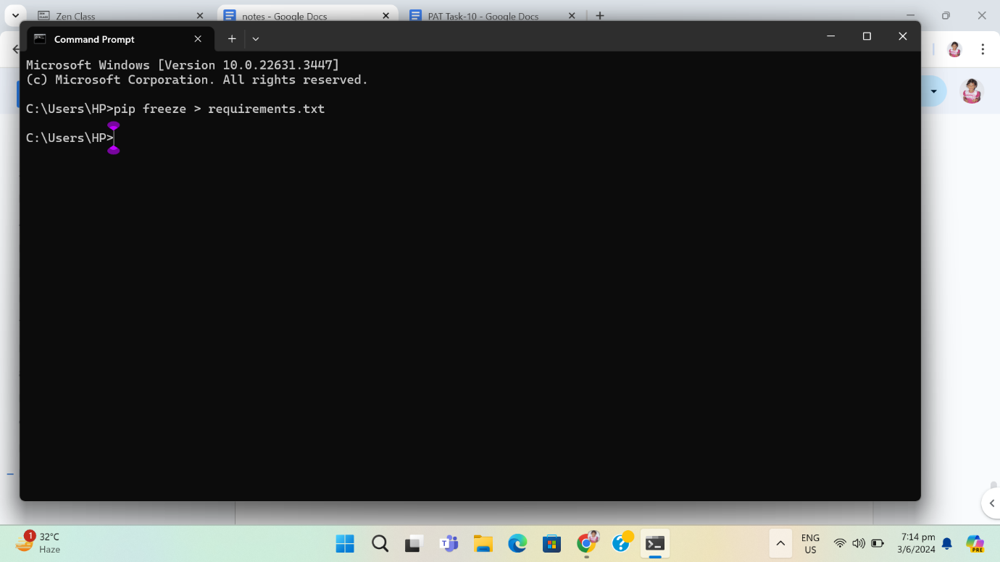 Zen Class
notes - Google Docs
PAT Task-10 - Google Docs
Command Prompt
Microsoft Windows [Version 10.0.22631.3447]
(c) Microsoft Corporation. All rights reserved.
C:\Users\HP>pip freeze > requirements.txt
C:\Users\HP>
1
32°C
Haze
ENG
US
7:14 pm
3/6/2024
PRE